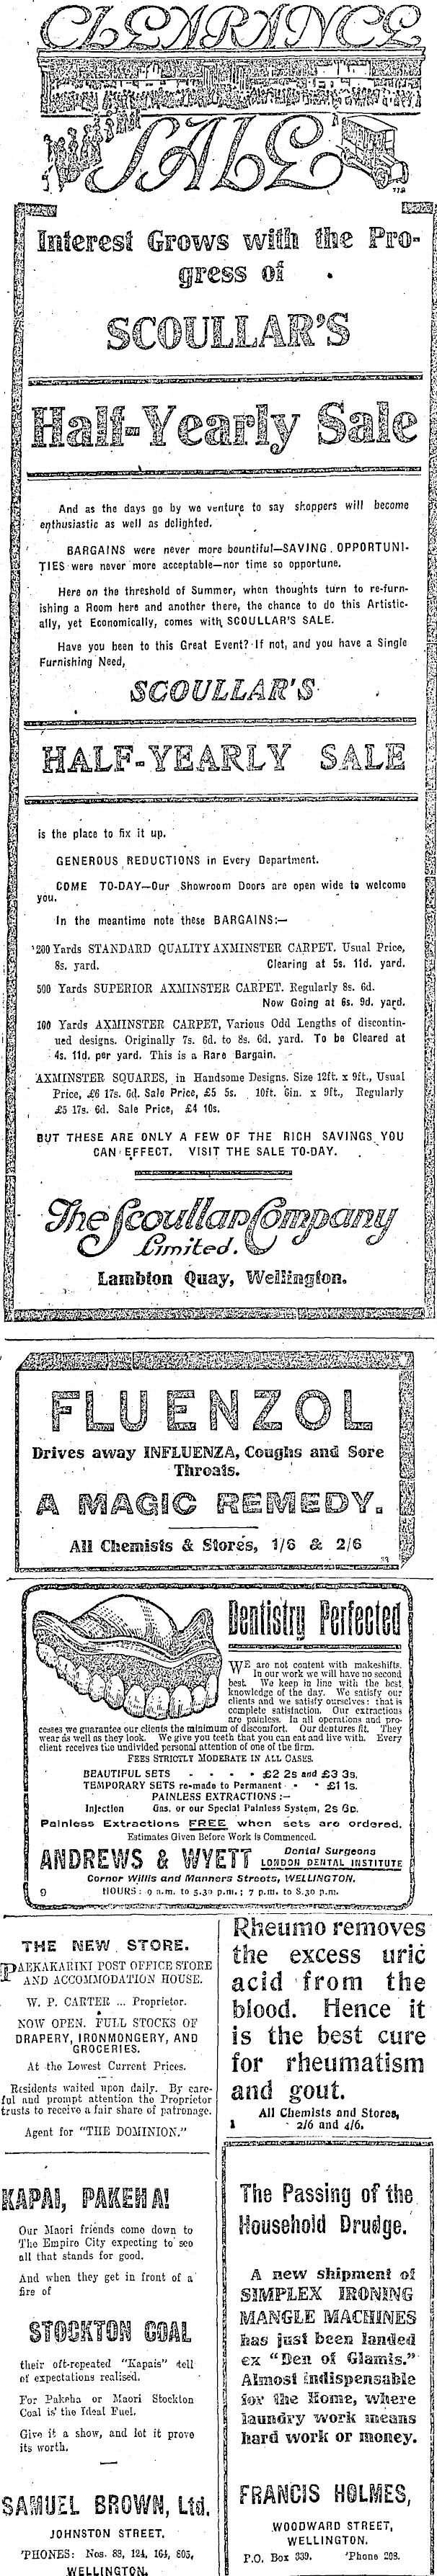 CLEARANCE
SALE
Interest Grows with the Pro-
gress of
SCOULLAR'S
Half-Yearly Sale
And as the days go by we venture to say shoppers will become
enthusiastic as well as delighted.
BARGAINS were never more bountiful—SAVING OPPORTUNI-
TIES were never more acceptable—nor time so opportune.
Here on the threshold of Summer, when thoughts turn to re-furn-
ishing a Room here and another there, the chance to do this Artistic-
ally, yet Economically, comes with SCOULLAR'S SALE.
Have you been to this Great Event? If not, and you have a Single
Furnishing Need,
SCOULLAR'S
HALF-YEARLY SALE
is the place to fix it up.
GENEROUS REDUCTIONS in Every Department.
COME TO-DAY—Our Showroom Doors are open wide to welcome
you.
In the meantime note these BARGAINS:—
200 Yards STANDARD QUALITY AXMINSTER CARPET. Usual Price,
8s. yard. Clearing at 5s. 11d. yard.
500 Yards SUPERIOR AXMINSTER CARPET. Regularly 8s. 6d.
Now Going at 6s. 9d. yard.
100 Yards AXMINSTER CARPET, Various Odd Lengths of discontin-
ued designs. Originally 7s. 6d. to 8s. 6d. yard. To be Cleared at
4s. 11d. per yard. This is a Rare Bargain.
AXMINSTER SQUARES, in Handsome Designs. Size 12ft. x 9ft., Usual
Price, £6 17s. 6d. Sale Price, £5 5s. 10ft. 6in. x 9ft., Regularly
£5 17s. 6d. Sale Price, £4 10s.
BUT THESE ARE ONLY A FEW OF THE RICH SAVINGS YOU
CAN EFFECT. VISIT THE SALE TO-DAY.
The Scoullar Company
Limited.
Lambton Quay, Wellington.
FLUENZOL
Drives away INFLUENZA, Coughs and Sore
Throats.
A MAGIC REMEDY.
All Chemists & Stores, 1/6 & 2/6
Dentistry Perfected
WE are not content with makeshifts.
In our work we will have no second
best. We keep in line with the best
knowledge of the day. We satisfy our
clients and we satisfy ourselves: that is
complete satisfaction. Our extractions
are painless. In all operations and pro-
cesses we guarantee our clients the minimum of discomfort. Our dentures fit. They
wear as well as they look. We give you teeth that you can eat and live with. Every
client receives the undivided personal attention of one of the firm.
FEES STRICTLY MODERATE IN ALL CASES.
BEAUTIFUL SETS - - - - £2 2s and £3 3s.
TEMPORARY SETS re-made to Permanent - - £1 1s.
PAINLESS EXTRACTIONS:—
Injection Gas, or our Special Painless System, 2s 6D.
Painless Extractions FREE when sets are ordered.
Estimates Given Before Work is Commenced.
ANDREWS & WYETT Dental Surgeons
LONDON DENTAL INSTITUTE
Corner Willis and Manners Streets, WELLINGTON.
9 HOURS: 9 a.m. to 5.30 p.m.; 7 p.m. to 8.30 p.m.
THE NEW STORE.
PAEKAKARIKI POST OFFICE STORE
AND ACCOMMODATION HOUSE.
W. P. CARTER ... Proprietor.
NOW OPEN. FULL STOCKS OF
DRAPERY, IRONMONGERY, AND
GROCERIES.
At the Lowest Current Prices.
Residents waited upon daily. By care-
ful and prompt attention the Proprietor
trusts to receive a fair share of patronage.
Agent for "THE DOMINION."
KAPAI, PAKEHA!
Our Maori friends come down to
The Empire City expecting to see
all that stands for good.
And when they get in front of a
fire of
STOCKTON COAL
their oft-repeated "Kapais" tell
of expectations realised.
For Pakeha or Maori Stockton
Coal is the Ideal Fuel.
Give it a show, and let it prove
its worth.
SAMUEL BROWN, Ltd.
JOHNSTON STREET.
'PHONES: Nos. 88, 124, 164, 805,
WELLINGTON.
Rheumo removes
the excess uric
acid from the
blood. Hence it
is the best cure
for rheumatism
and gout.
All Chemists and Stores,
1 2/6 and 4/6.
The Passing of the
Household Drudge.
A new shipment of
SIMPLEX IRONING
MANGLE MACHINES
has just been landed
ex "Ben of Glamis."
Almost indispensable
for the Home, where
laundry work means
hard work or money.
FRANCIS HOLMES,
WOODWARD STREET,
WELLINGTON.
P.O. Box 339. 'Phone 298.